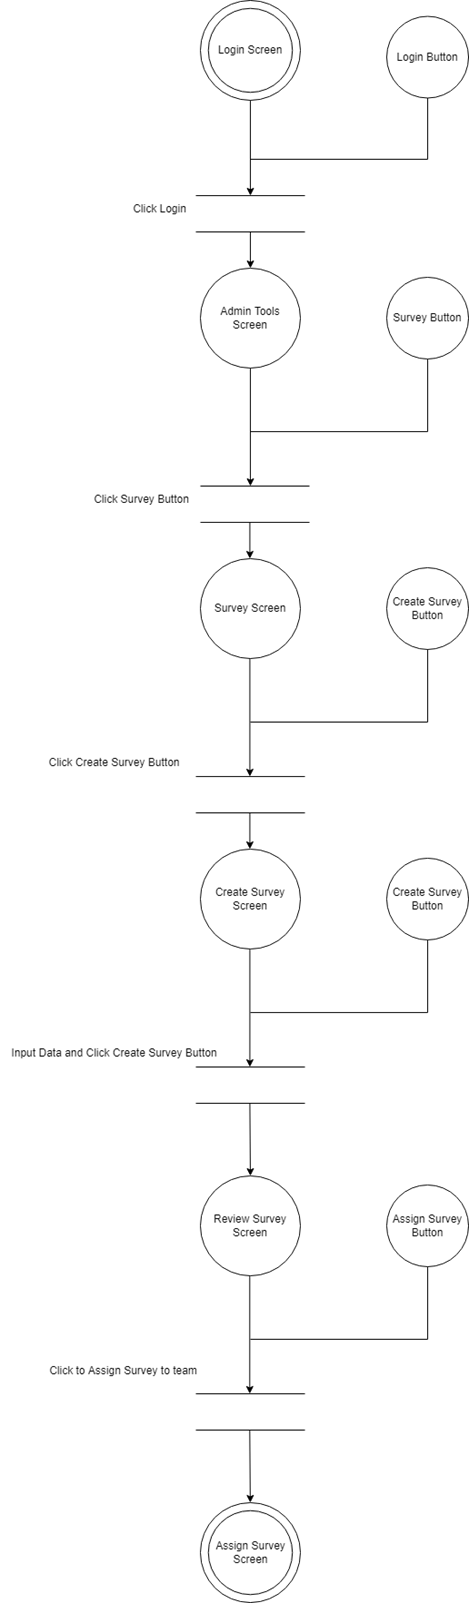 Login Screen
Login Button
Click Login
Admin Tools
Screen
Survey Button
Click Survey Button
Survey Screen
Create Survey
Button
Click Create Survey Button
Create Survey
Screen
Create Survey
Button
Input Data and Click Create Survey Button
Review Survey
Screen
Assign Survey
Button
Click to Assign Survey to team
Assign Survey
Screen